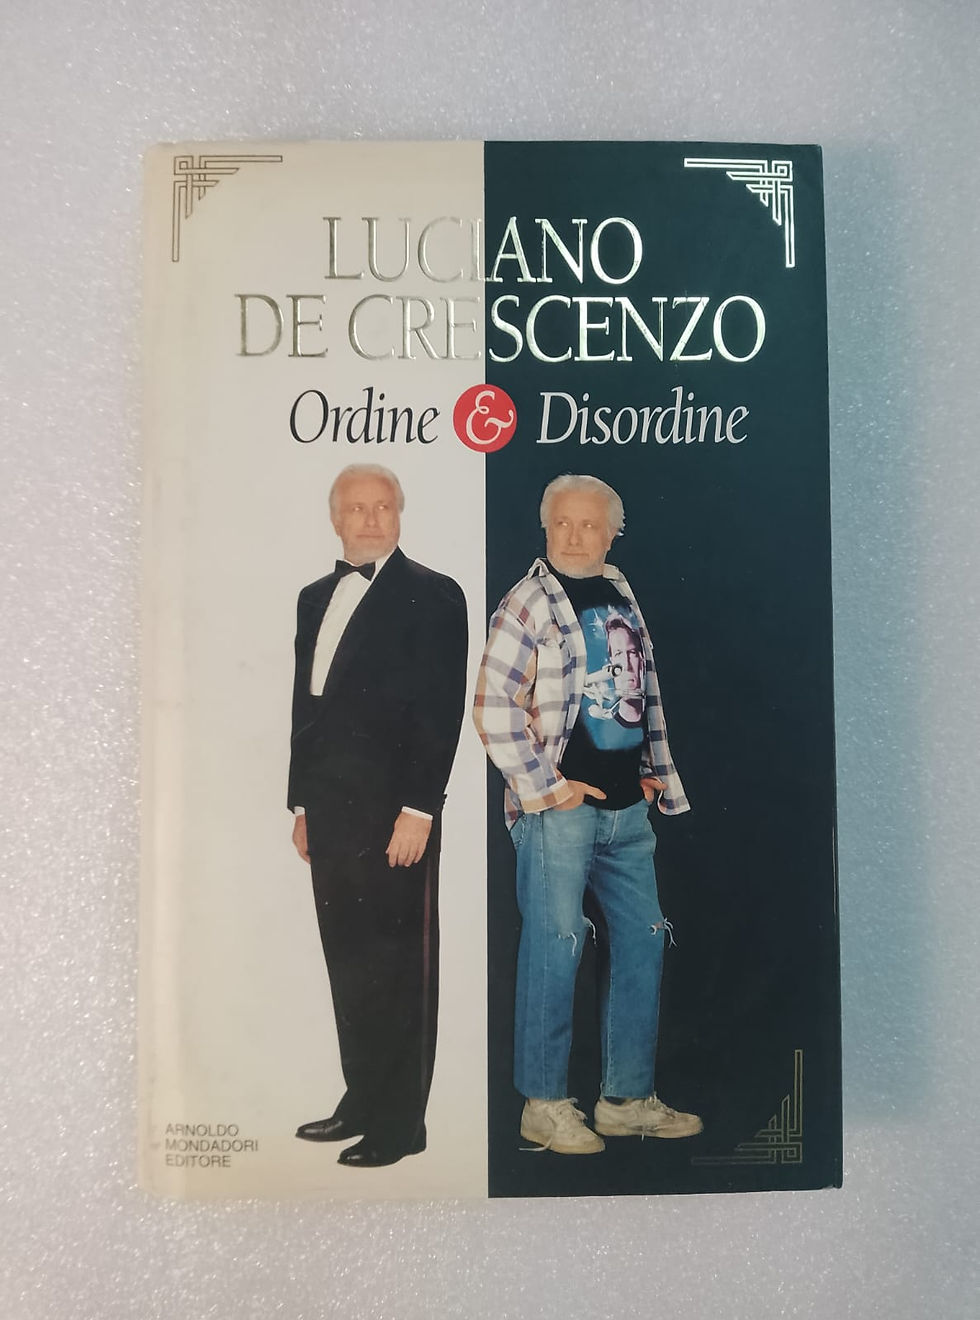 LUCIANO
DE CRESCENZO
Ordine & Disordine
ARNOLDO
MONDADORI
EDITORE